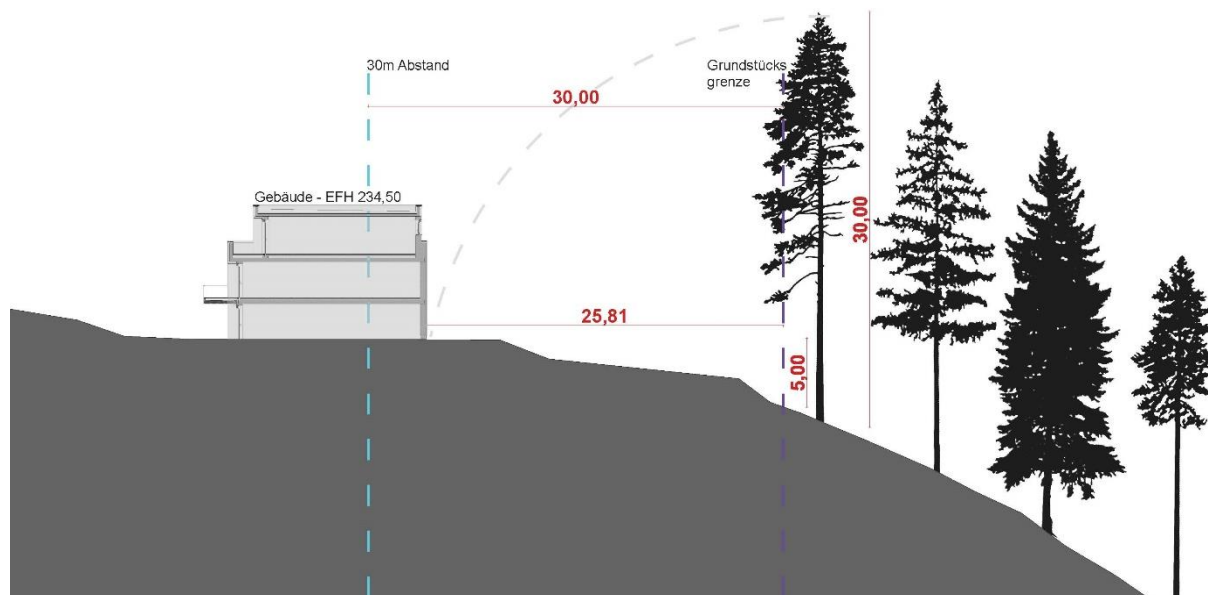 30m Abstand
Grundstücks
grenze
30,00
Gebäude - EFH 234,50
30,00
25,81
5,00